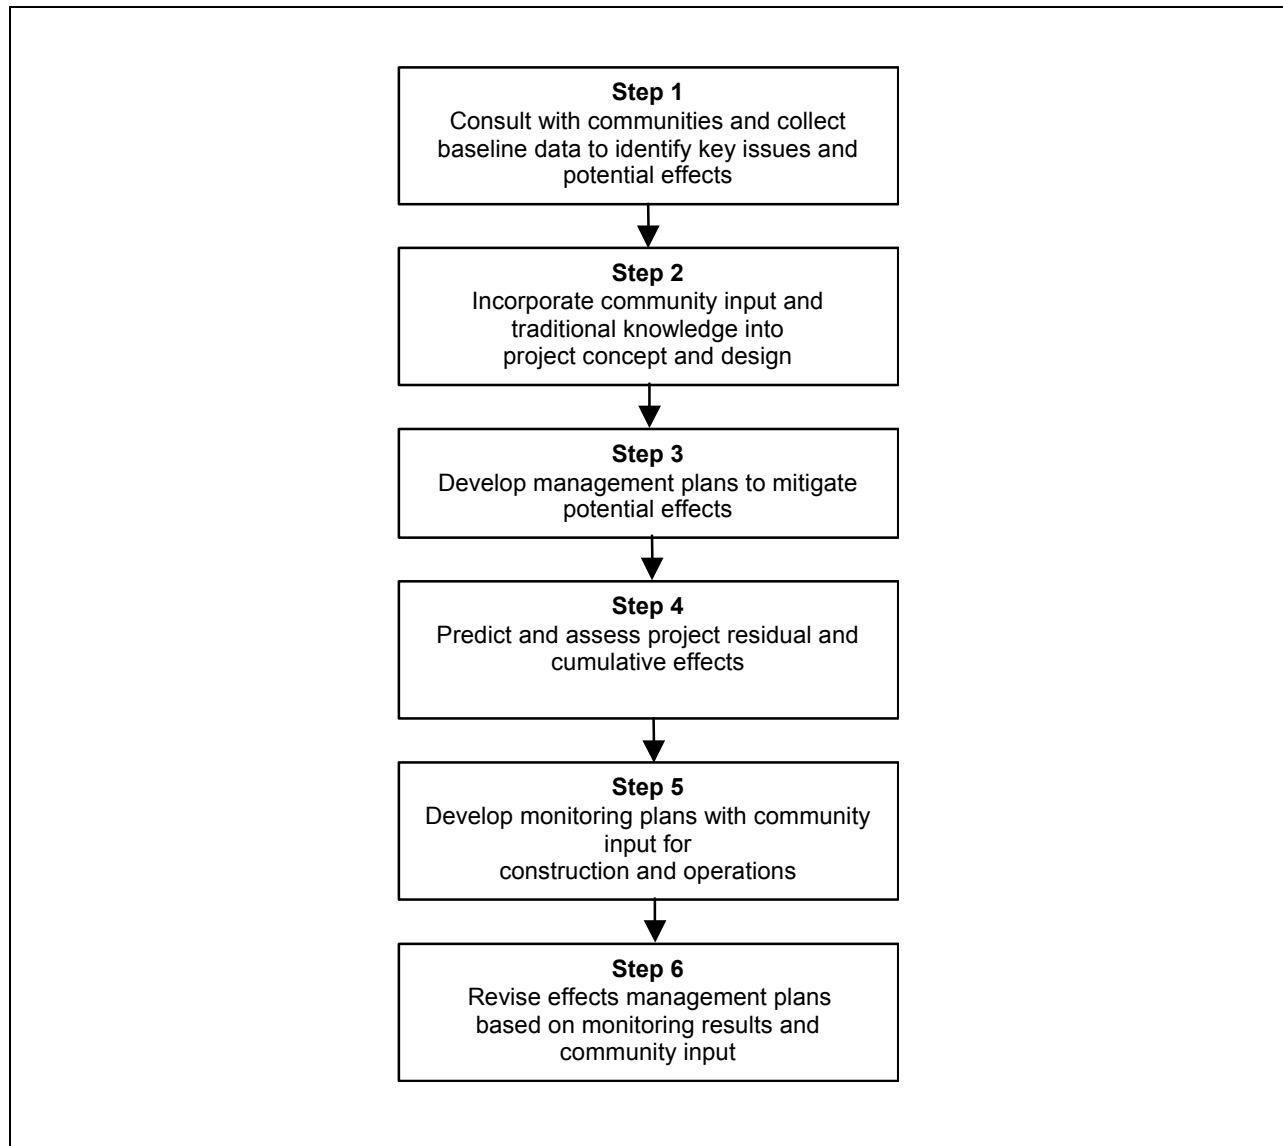 Step 1
Consult with communities and collect
baseline data to identify key issues and
potential effects
Step 2
Incorporate community input and
traditional knowledge into
project concept and design
Step 3
Develop management plans to mitigate
potential effects
Step 4
Predict and assess project residual and
cumulative effects
Step 5
Develop monitoring plans with community
input for
construction and operations
Step 6
Revise effects management plans
based on monitoring results and
community input